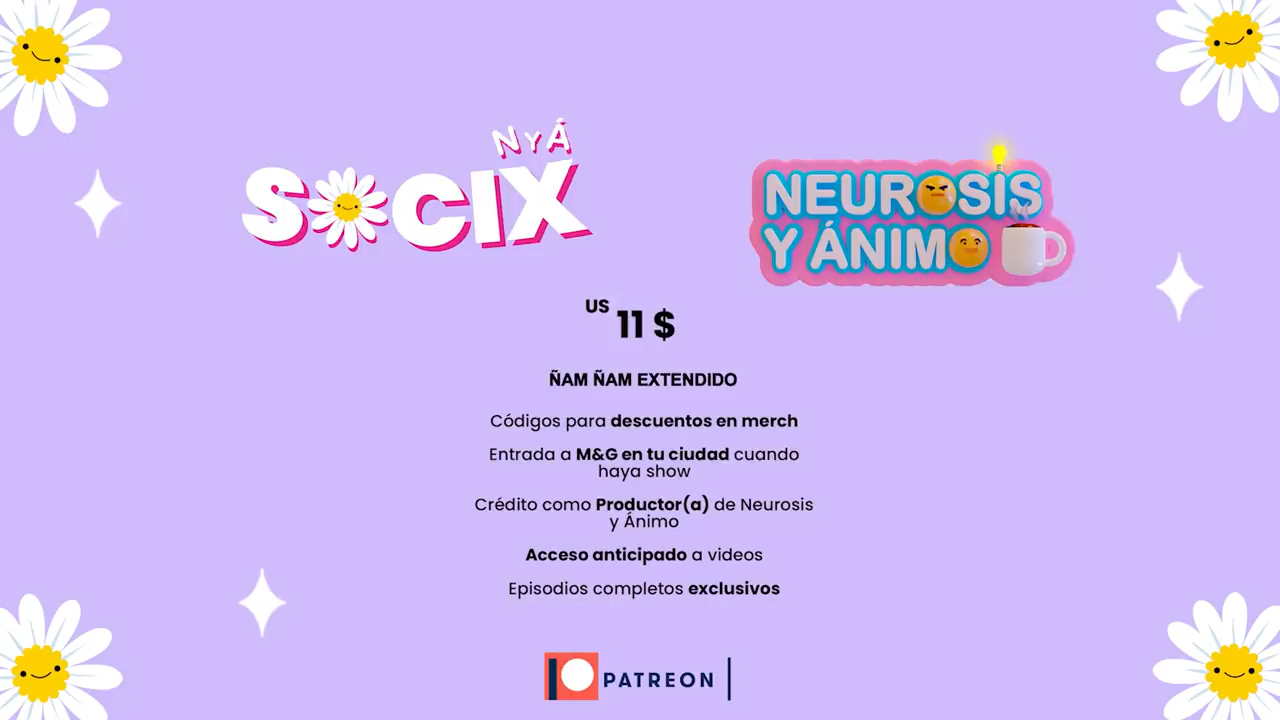 NYÁ
SOCIX
NEUROSIS
Y ÁNIMO
US 11 $
ÑAM ÑAM EXTENDIDO
Códigos para descuentos en merch
Entrada a M&G en tu ciudad cuando
haya show
Crédito como Productor(a) de Neurosis
y Ánimo
Acceso anticipado a videos
Episodios completos exclusivos
PATREON